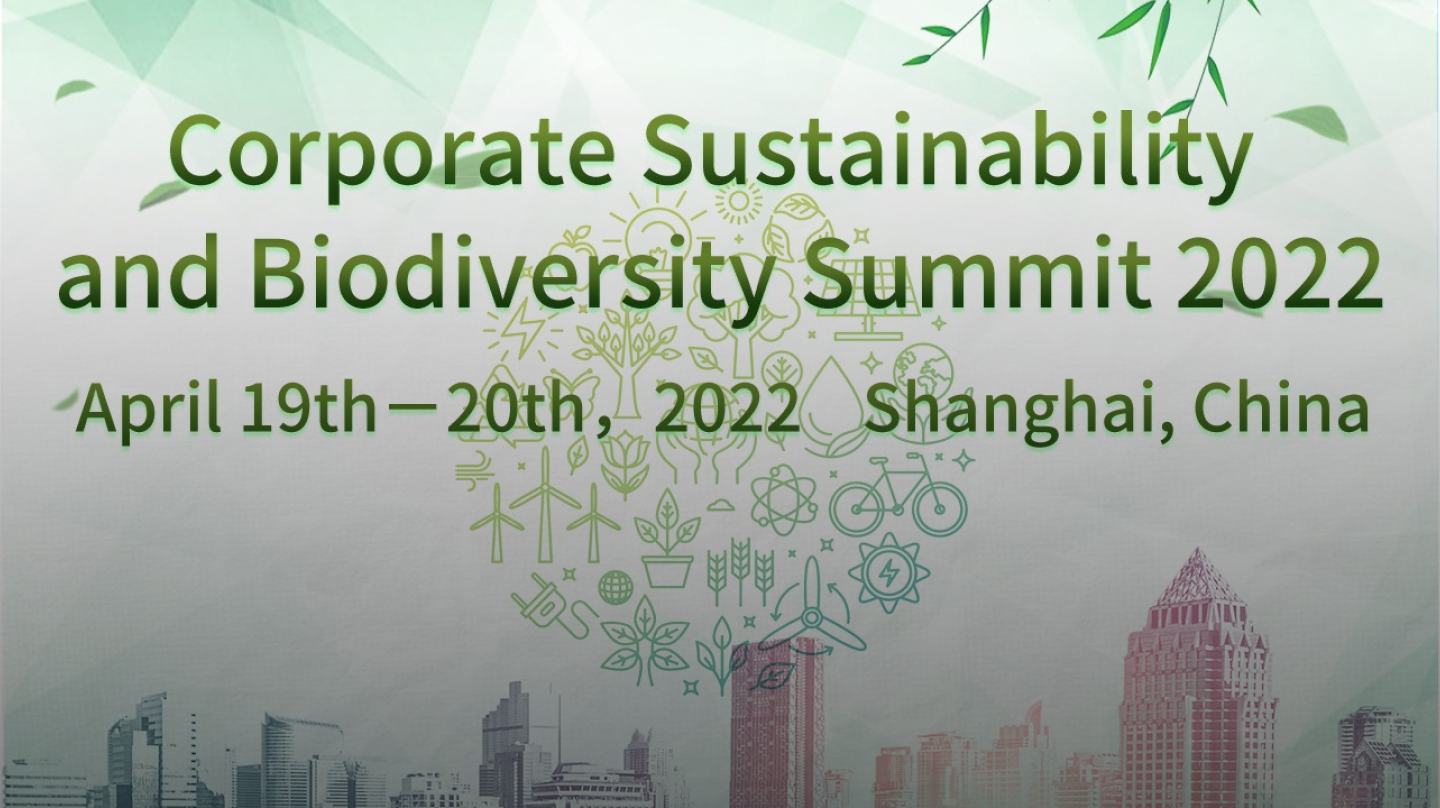 Corporate Sustainability
and Biodiversity Summit 2022
April 19th－20th，2022 Shanghai, China